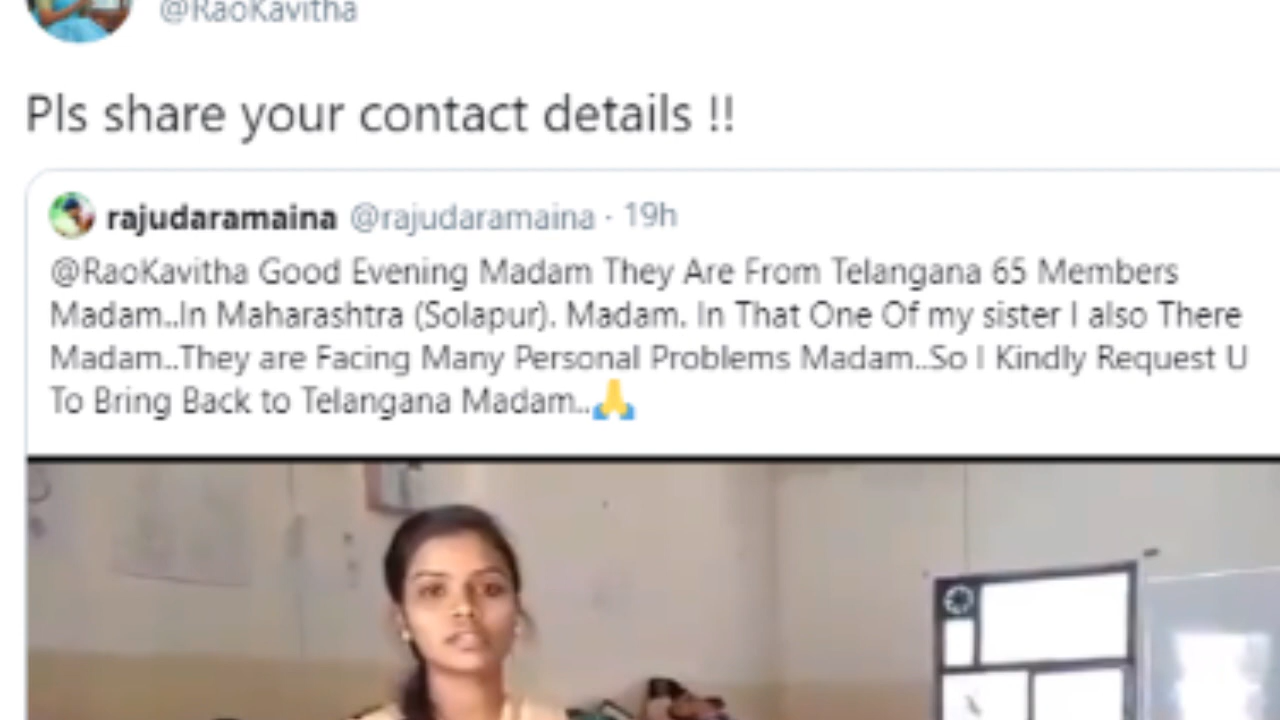 @RaoKavitha
Pls share your contact details !!
rajudaramaina @rajudaramaina · 19h
@RaoKavitha Good Evening Madam They Are From Telangana 65 Members
Madam..In Maharashtra (Solapur). Madam. In That One Of my sister I also There
Madam..They are Facing Many Personal Problems Madam..So I Kindly Request U
To Bring Back to Telangana Madam..🙏